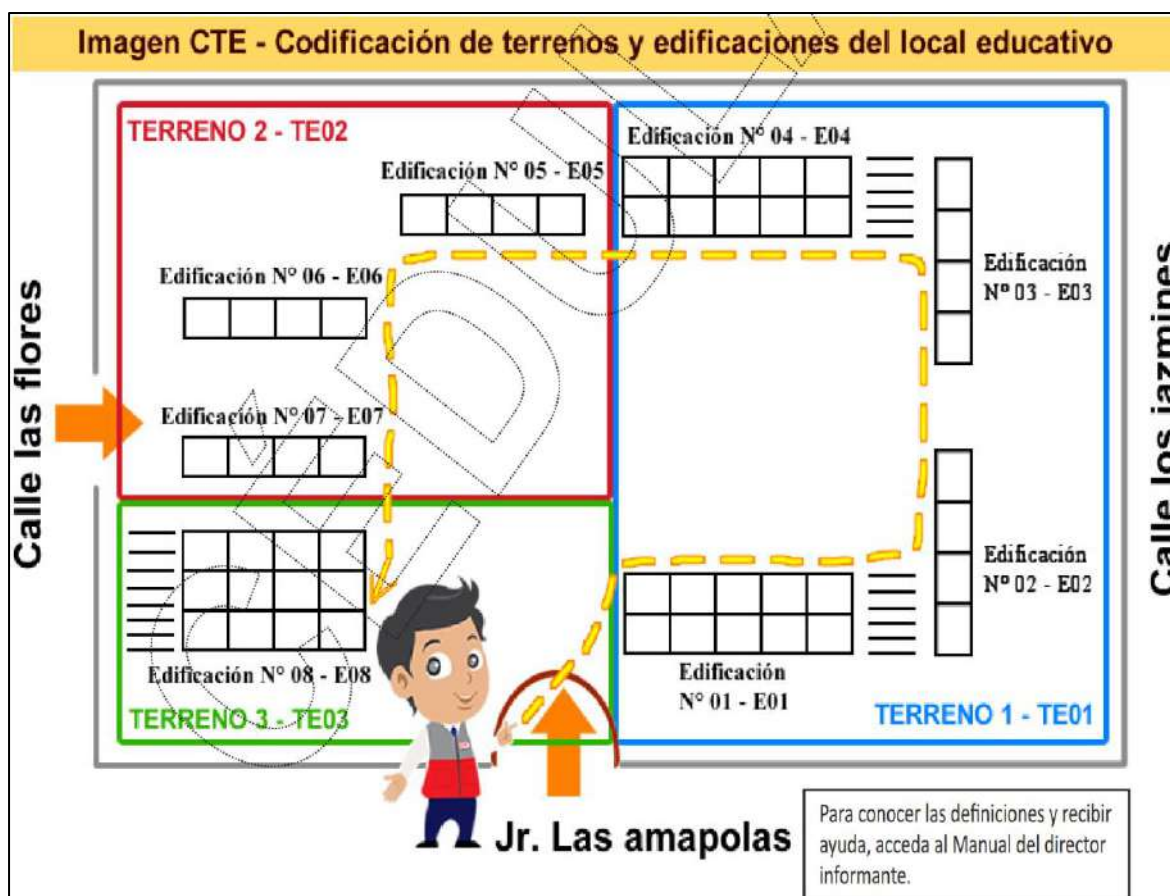 Imagen CTE - Codificación de terrenos y edificaciones del local educativo
TERRENO 2 - TE02
Edificación N° 04 - E04
Edificación N° 05 - E05
Edificación
N° 03 - E03
Edificación N° 06 - E06
Calle las flores
Calle los jazmines
Edificación N° 07 - E07
Edificación
N° 02 - E02
Edificación N° 08 - E08
Edificación
N° 01 - E01
TERRENO 3 - TE03
TERRENO 1 - TE01
Jr. Las amapolas
Para conocer las definiciones y recibir
ayuda, acceda al Manual del director
informante.